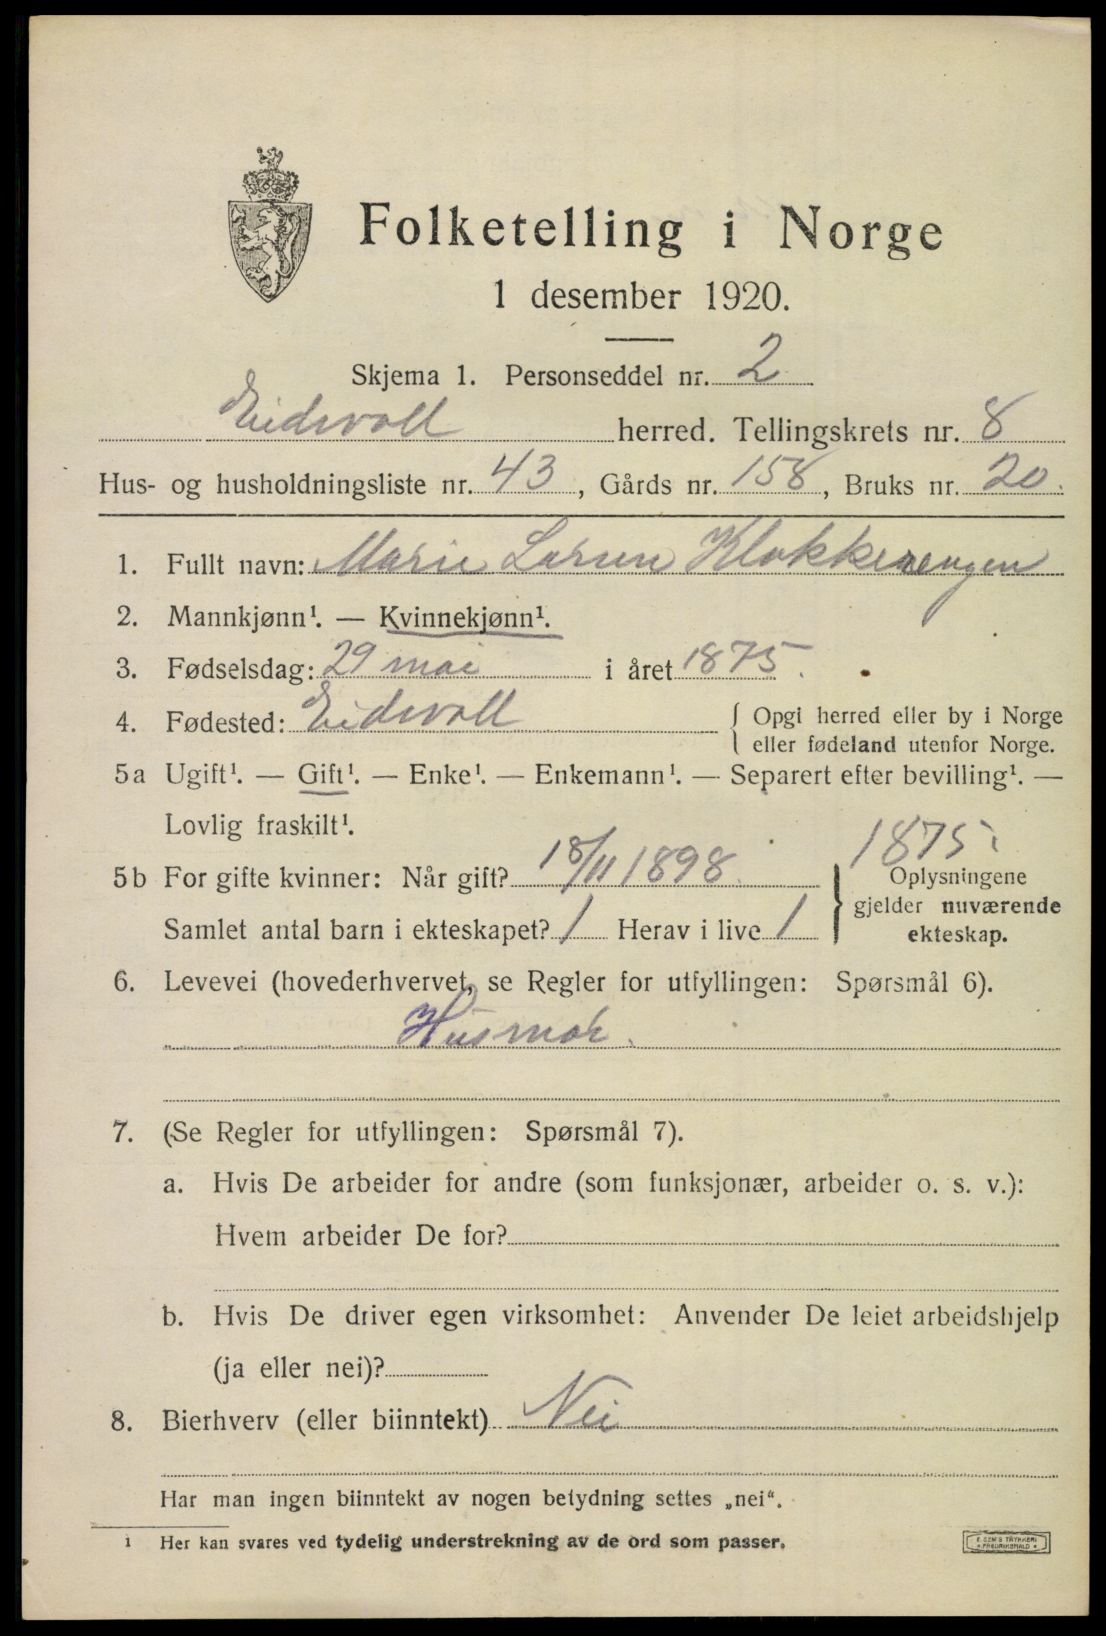 Folketelling i Norge
1 desember 1920.
Skjema 1. Personseddel nr. 2
Eidsvoll herred. Tellingskrets nr. 8
Hus- og husholdningsliste nr. 43, Gårds nr. 158, Bruks nr. 20.
1. Fullt navn: Marie Larsen Klokkerengen
2. Mannkjønn¹. — Kvinnekjønn¹.
3. Fødselsdag: 29 mai i året 1875.
4. Fødested: Eidsvoll { Opgi herred eller by i Norge
eller fødeland utenfor Norge.
5a Ugift¹. — Gift¹. — Enke¹. — Enkemann¹. — Separert efter bevilling¹. —
Lovlig fraskilt¹.
1875
5b For gifte kvinner: Når gift? 18/11 1898. } Oplysningene
gjelder nuværende
Samlet antal barn i ekteskapet? 1 Herav i live 1 ekteskap.
6. Levevei (hovederhvervet, se Regler for utfyllingen: Spørsmål 6).
Husmor.
7. (Se Regler for utfyllingen: Spørsmål 7).
a. Hvis De arbeider for andre (som funksjonær, arbeider o. s. v.):
Hvem arbeider De for?
b. Hvis De driver egen virksomhet: Anvender De leiet arbeidshjelp
(ja eller nei)?
8. Bierhverv (eller biinntekt) Nei
Har man ingen biinntekt av nogen betydning settes „nei“.
¹ Her kan svares ved tydelig understrekning av de ord som passer.